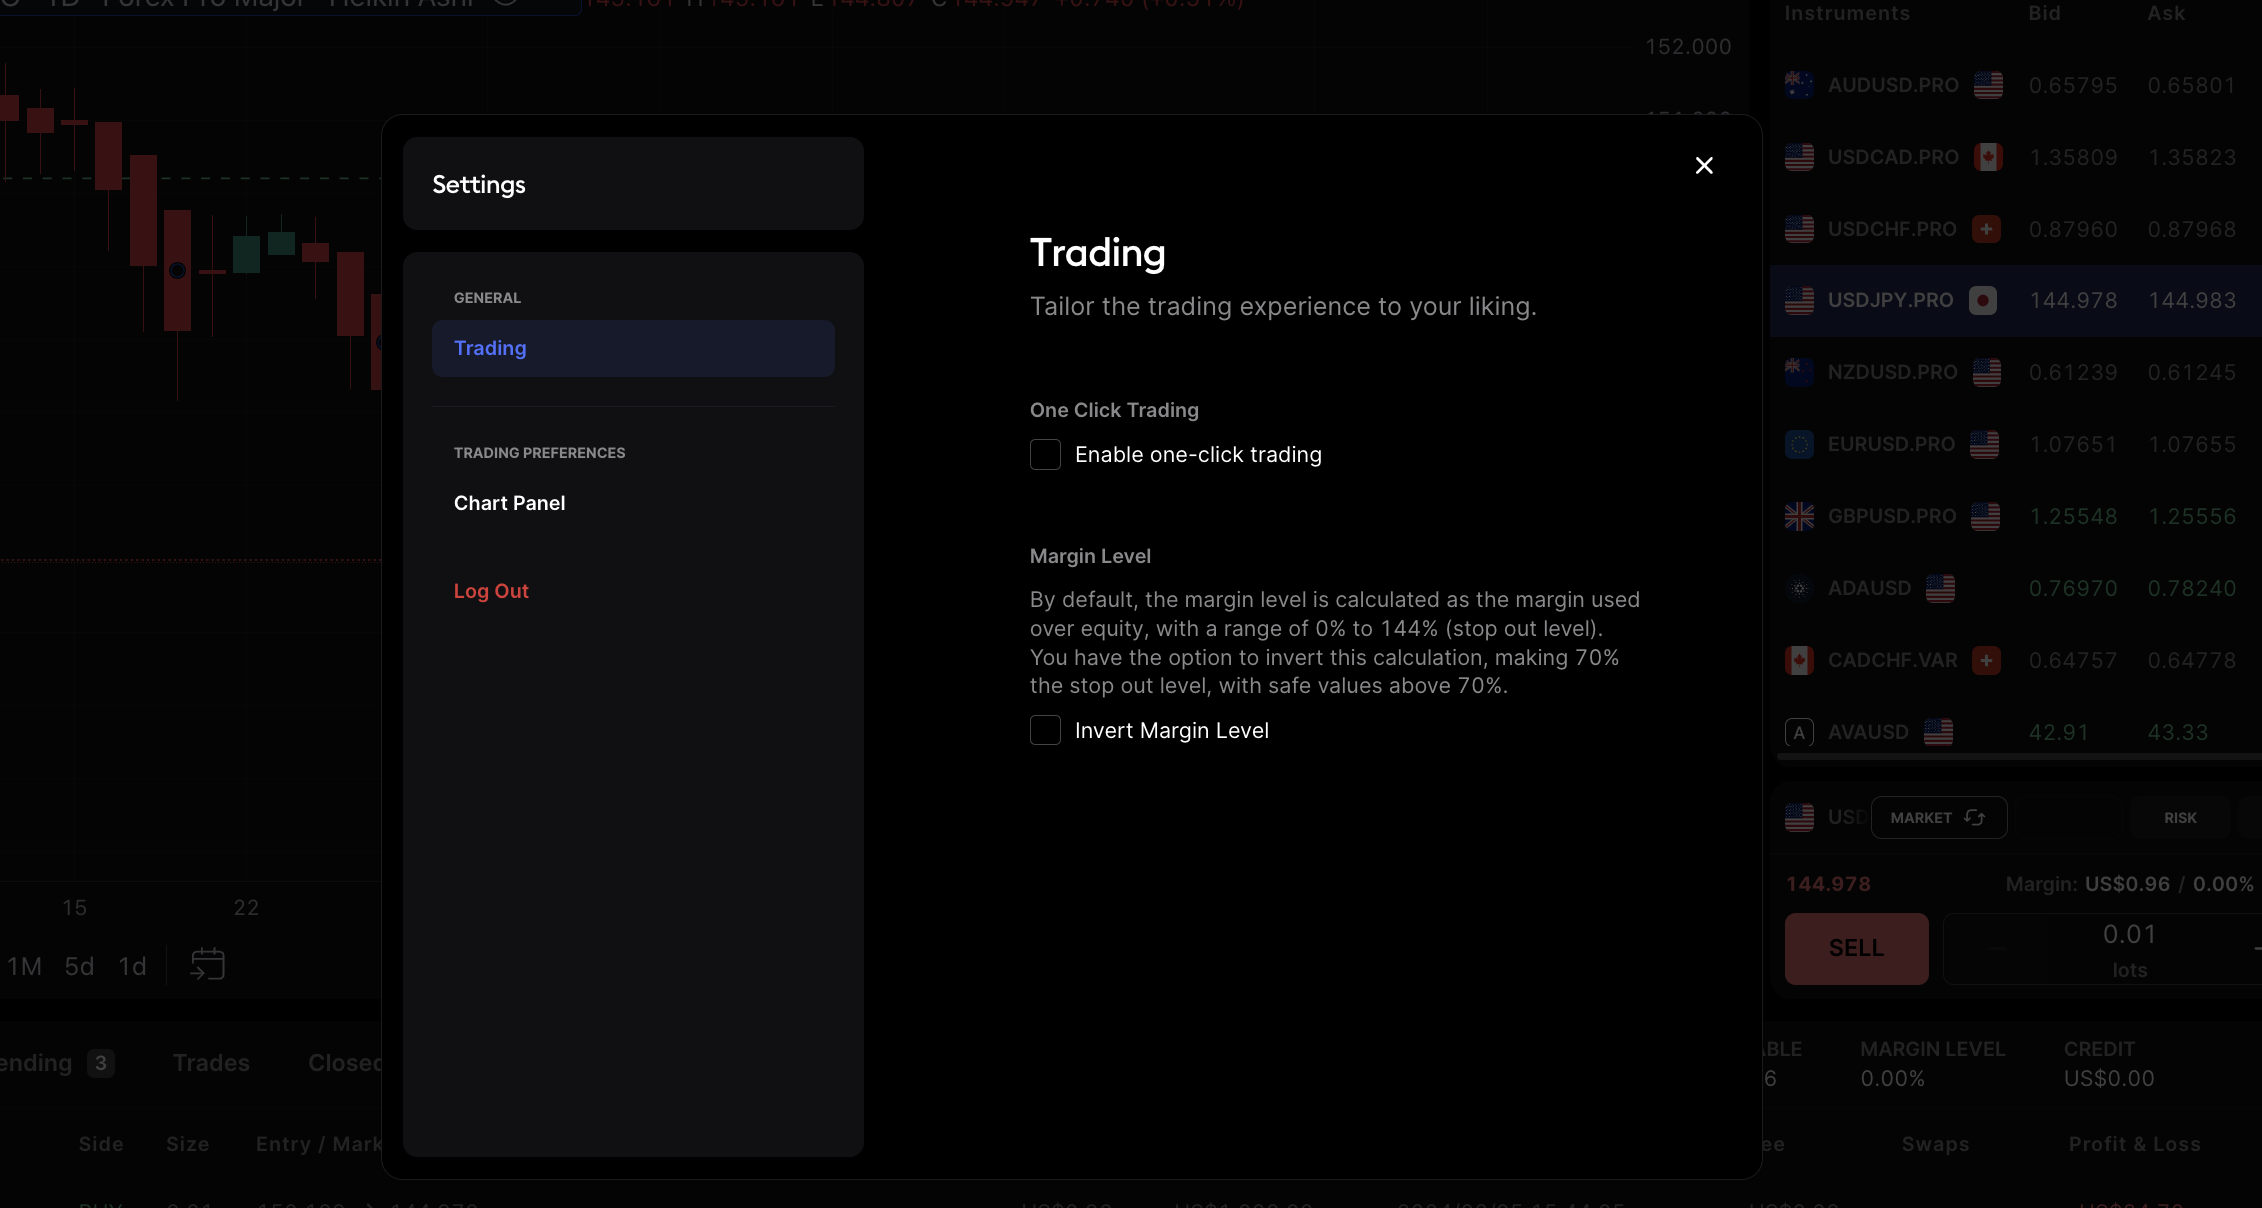 Instruments Bid Ask
152.000
AUDUSD.PRO 0.65795 0.65801
USDCAD.PRO 1.35809 1.35823
USDCHF.PRO 0.87960 0.87968
USDJPY.PRO 144.978 144.983
NZDUSD.PRO 0.61239 0.61245
EURUSD.PRO 1.07651 1.07655
GBPUSD.PRO 1.25548 1.25556
ADAUSD 0.76970 0.78240
CADCHF.VAR 0.64757 0.64778
A AVAUSD 42.91 43.33
Settings
GENERAL
Trading
TRADING PREFERENCES
Chart Panel
Log Out
Trading
Tailor the trading experience to your liking.
One Click Trading
Enable one-click trading
Margin Level
By default, the margin level is calculated as the margin used
over equity, with a range of 0% to 144% (stop out level).
You have the option to invert this calculation, making 70%
the stop out level, with safe values above 70%.
Invert Margin Level
USD MARKET RISK
144.978 Margin: US$0.96 / 0.00%
SELL 0.01
lots
15 22
1M 5d 1d
ending 3 Trades Closed
ABLE MARGIN LEVEL CREDIT
6 0.00% US$0.00
Side Size Entry / Mark
ee Swaps Profit & Loss